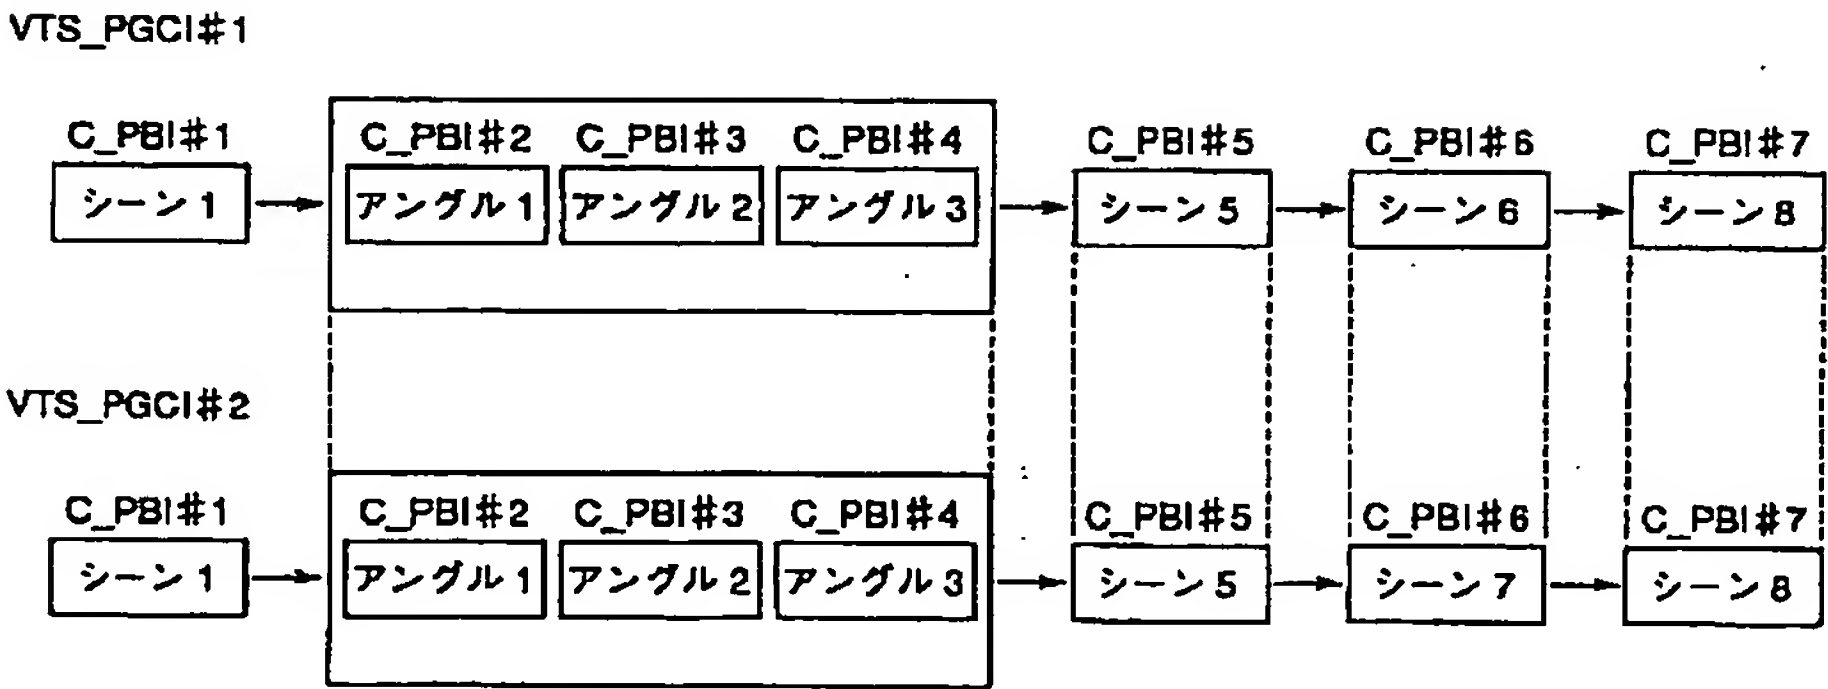 VTS_PGCI#1
C_PBI#1 C_PBI#2 C_PBI#3 C_PBI#4 C_PBI#5 C_PBI#6 C_PBI#7
シーン1 アングル1 アングル2 アングル3 シーン5 シーン6 シーン8
VTS_PGCI#2
C_PBI#1 C_PBI#2 C_PBI#3 C_PBI#4 C_PBI#5 C_PBI#6 C_PBI#7
シーン1 アングル1 アングル2 アングル3 シーン5 シーン7 シーン8